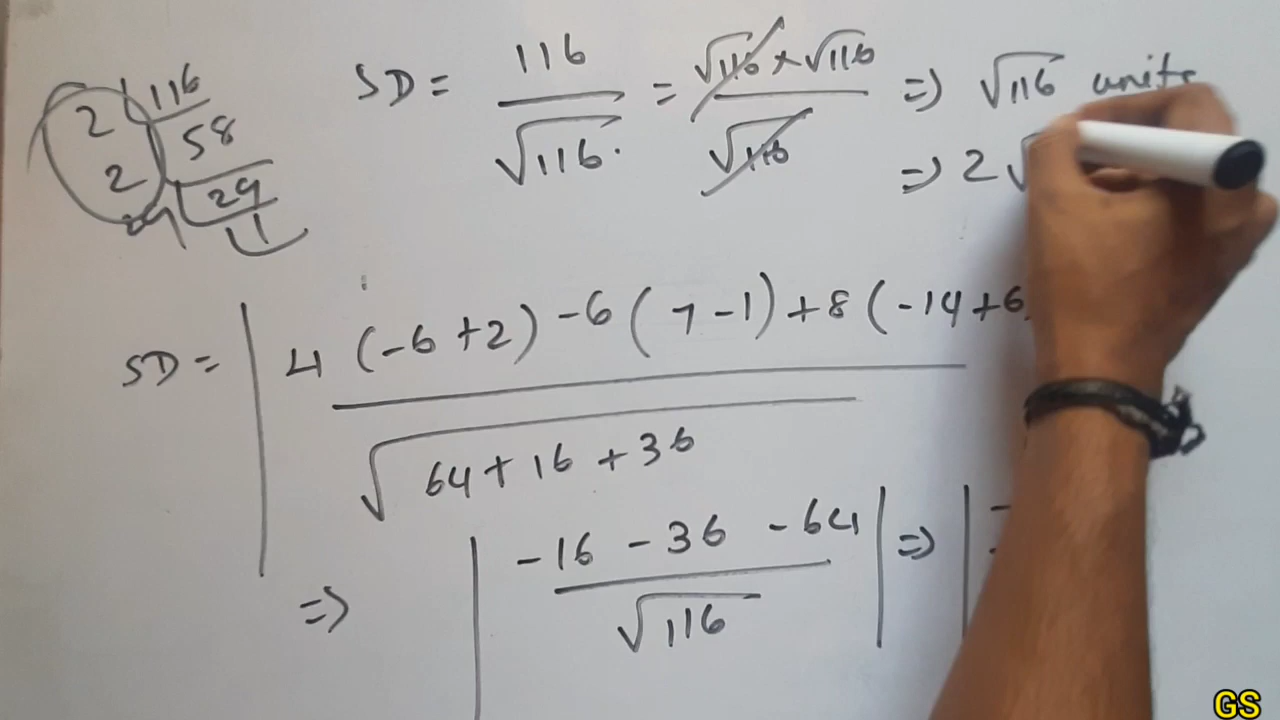 2 | 116
2 | 58
29 | 29
1
SD = 116 / √116 = √116 × √116 / √116 ⇒ √116 units
⇒ 2√
SD = | 4 (-6 + 2) - 6 (7 - 1) + 8 (-14 + 6
√64 + 16 + 36
⇒ | -16 - 36 - 64 / √116 | ⇒ |
GS